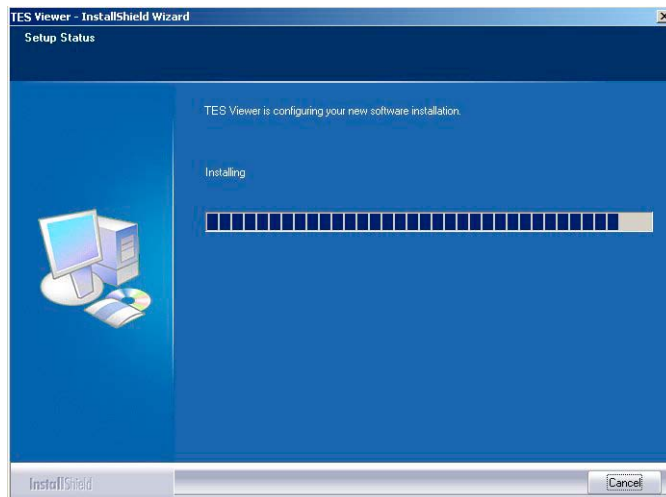 TES Viewer - InstallShield Wizard
Setup Status
TES Viewer is configuring your new software installation.
Installing
InstallShield
Cancel